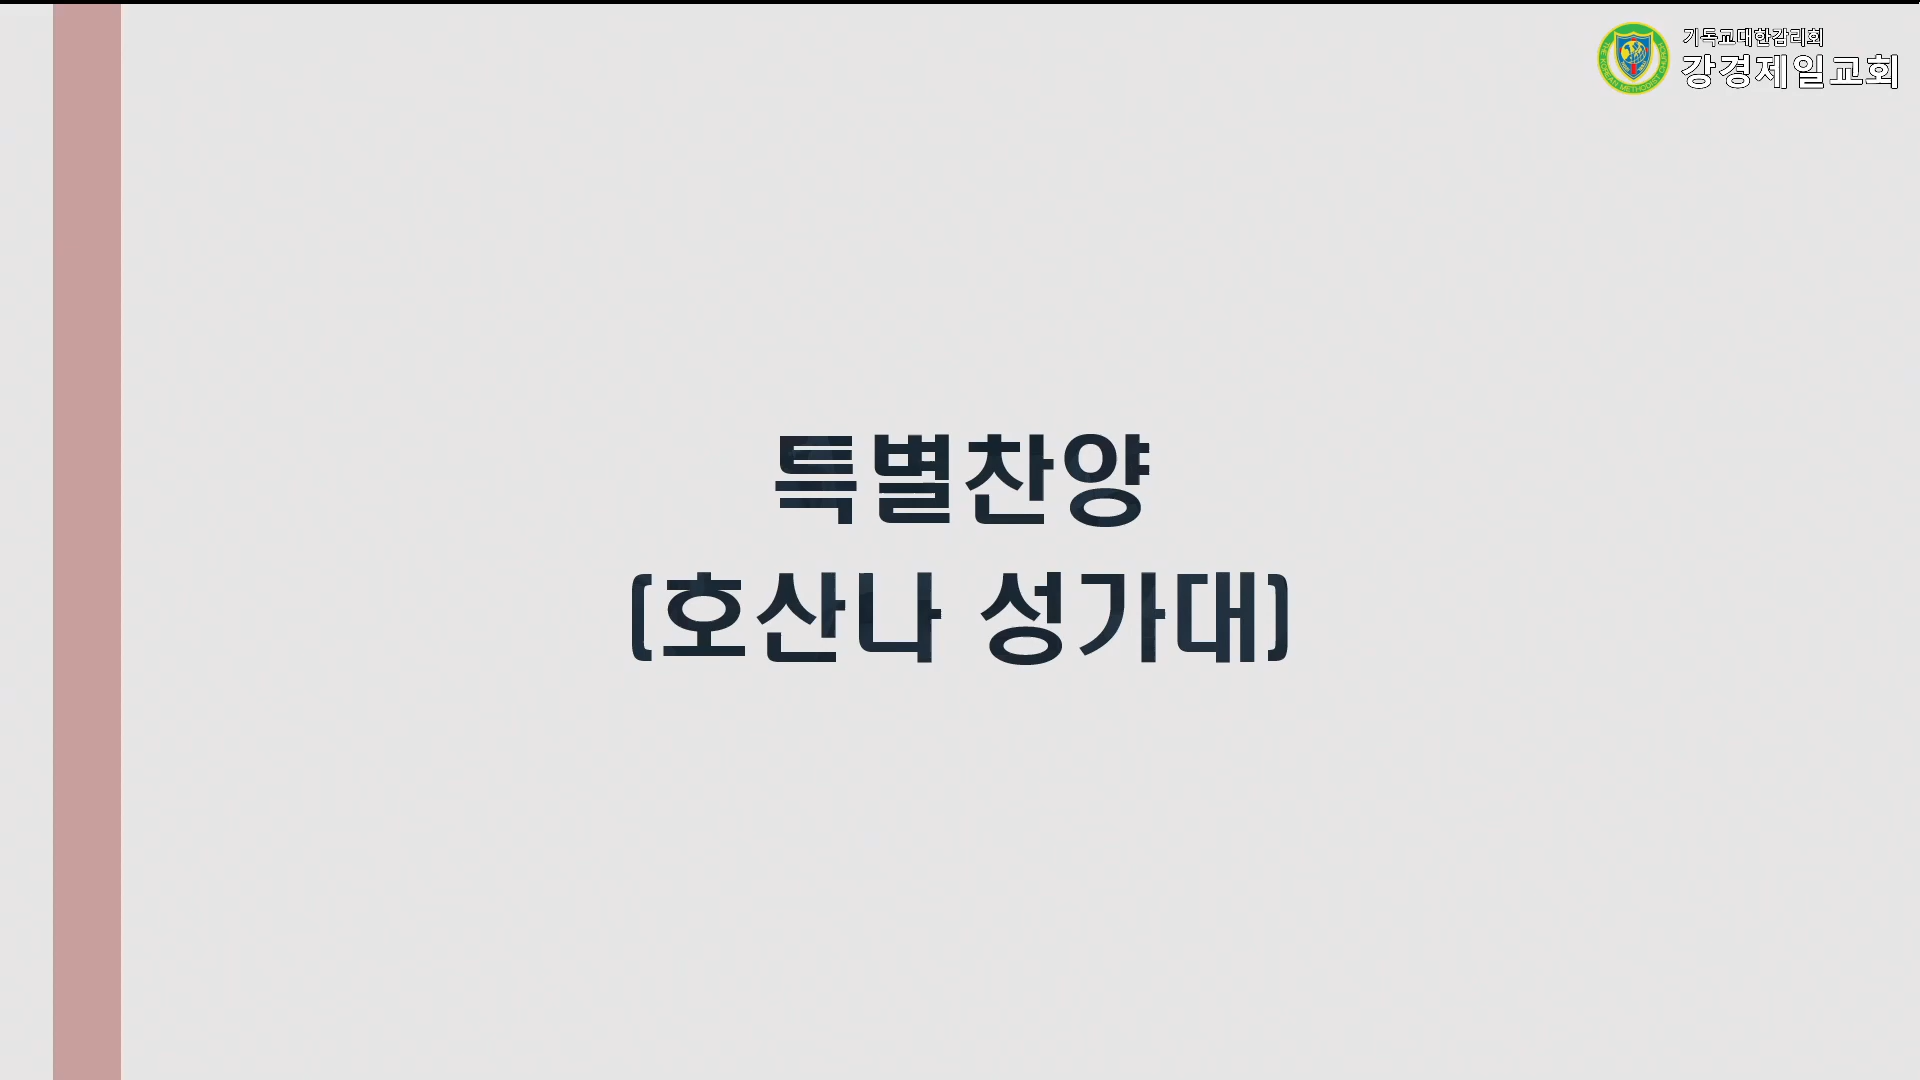 기독교대한감리회
강경제일교회
특별찬양
(호산나 성가대)